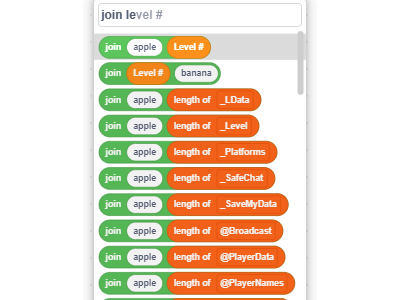 join level #
join apple Level #
join Level # banana
join apple length of _LData
join apple length of _Level
join apple length of _Platforms
join apple length of _SafeChat
join apple length of _SaveMyData
join apple length of @Broadcast
join apple length of @PlayerData
join apple length of @PlayerNames